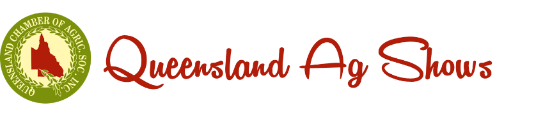 QUEENSLAND CHAMBER OF AGRIC. SOC. INC.
Queensland Ag Shows